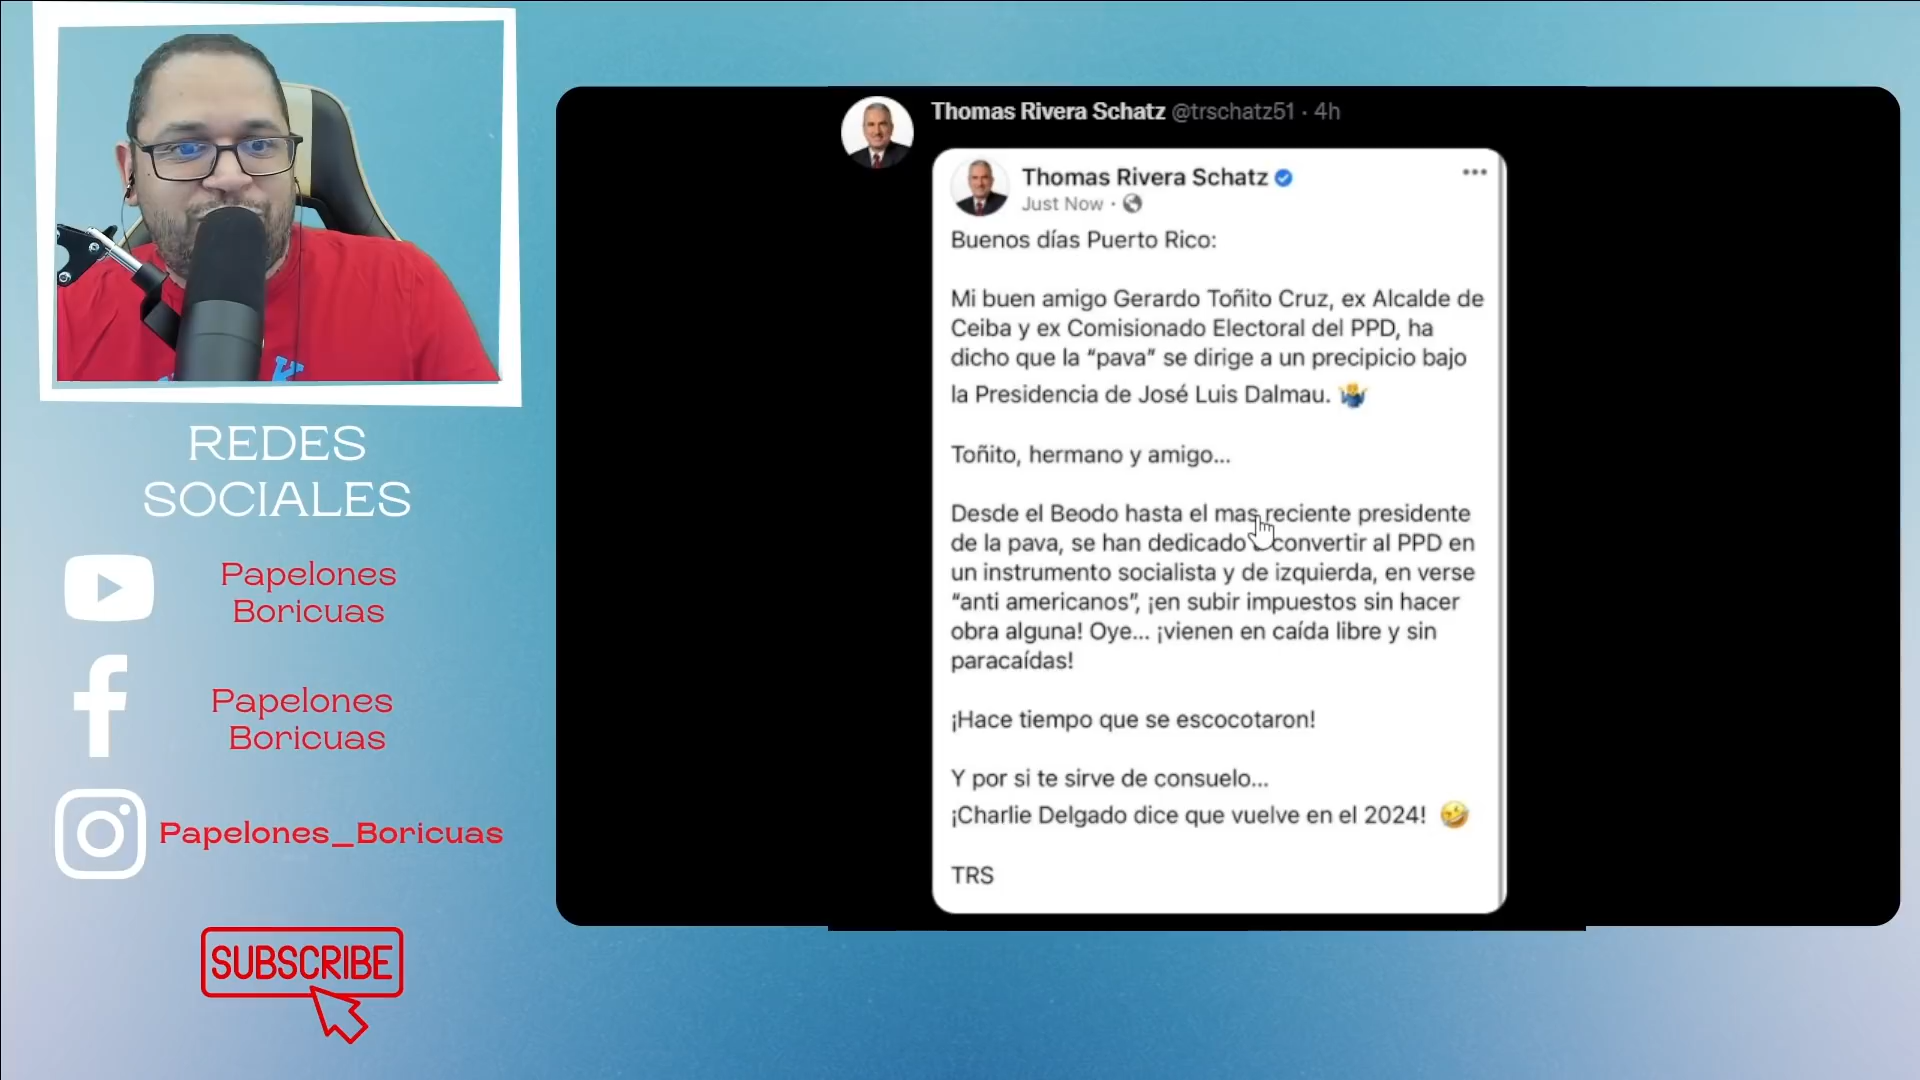 REDES
SOCIALES
Papelones
Boricuas
Papelones
Boricuas
Papelones_Boricuas
SUBSCRIBE
Thomas Rivera Schatz @trschatz51 · 4h
Thomas Rivera Schatz
Just Now ·
Buenos días Puerto Rico:
Mi buen amigo Gerardo Toñito Cruz, ex Alcalde de
Ceiba y ex Comisionado Electoral del PPD, ha
dicho que la “pava” se dirige a un precipicio bajo
la Presidencia de José Luis Dalmau. 🤷‍♂️
Toñito, hermano y amigo...
Desde el Beodo hasta el mas reciente presidente
de la pava, se han dedicado convertir al PPD en
un instrumento socialista y de izquierda, en verse
“anti americanos”, ¡en subir impuestos sin hacer
obra alguna! Oye... ¡vienen en caída libre y sin
paracaídas!
¡Hace tiempo que se escocotaron!
Y por si te sirve de consuelo...
¡Charlie Delgado dice que vuelve en el 2024! 🤣
TRS